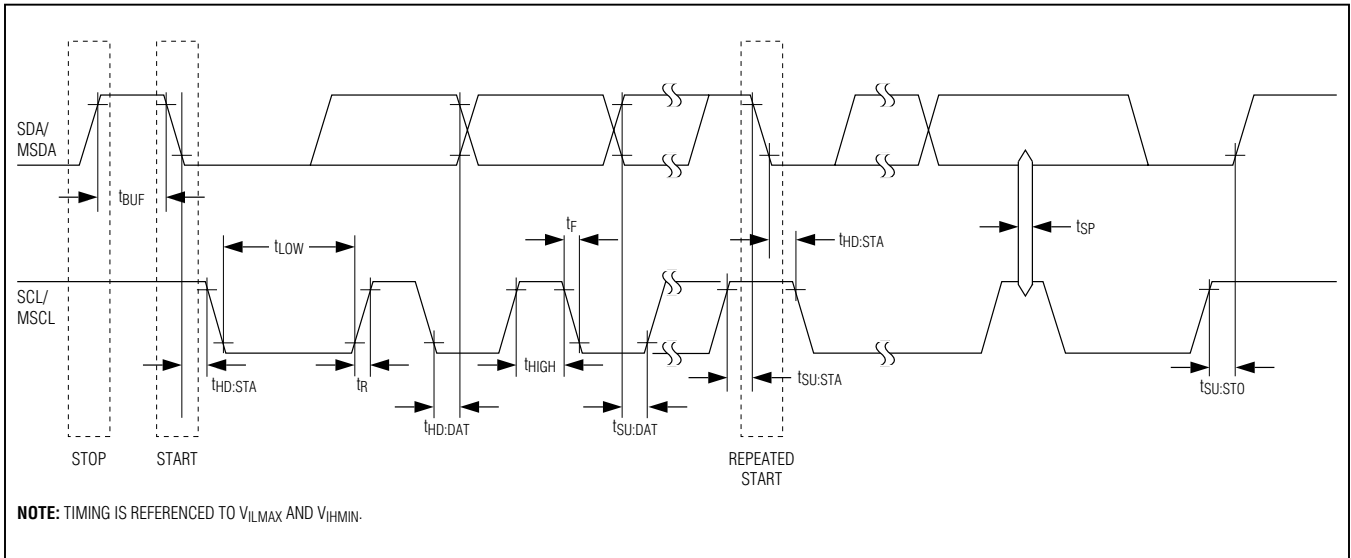 SDA/
MSDA
tBUF
tF
tHD:STA
tSP
tLOW
SCL/
MSCL
tHD:STA
tR
tHIGH
tSU:STA
tSU:STO
tHD:DAT
tSU:DAT
STOP
START
REPEATED
START
NOTE: TIMING IS REFERENCED TO VILMAX AND VIHMIN.